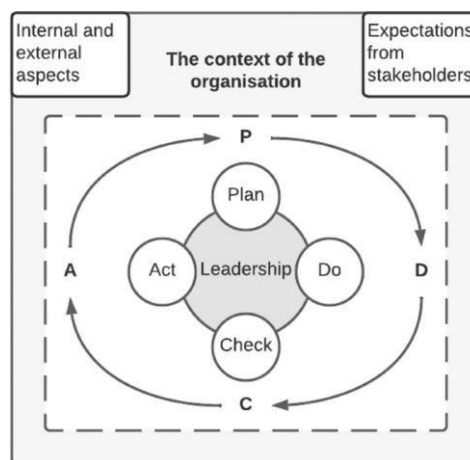 Internal and
external
aspects
The context of the
organisation
Expectations
from
stakeholders
P
Plan
A
Act
Leadership
Do
D
Check
C